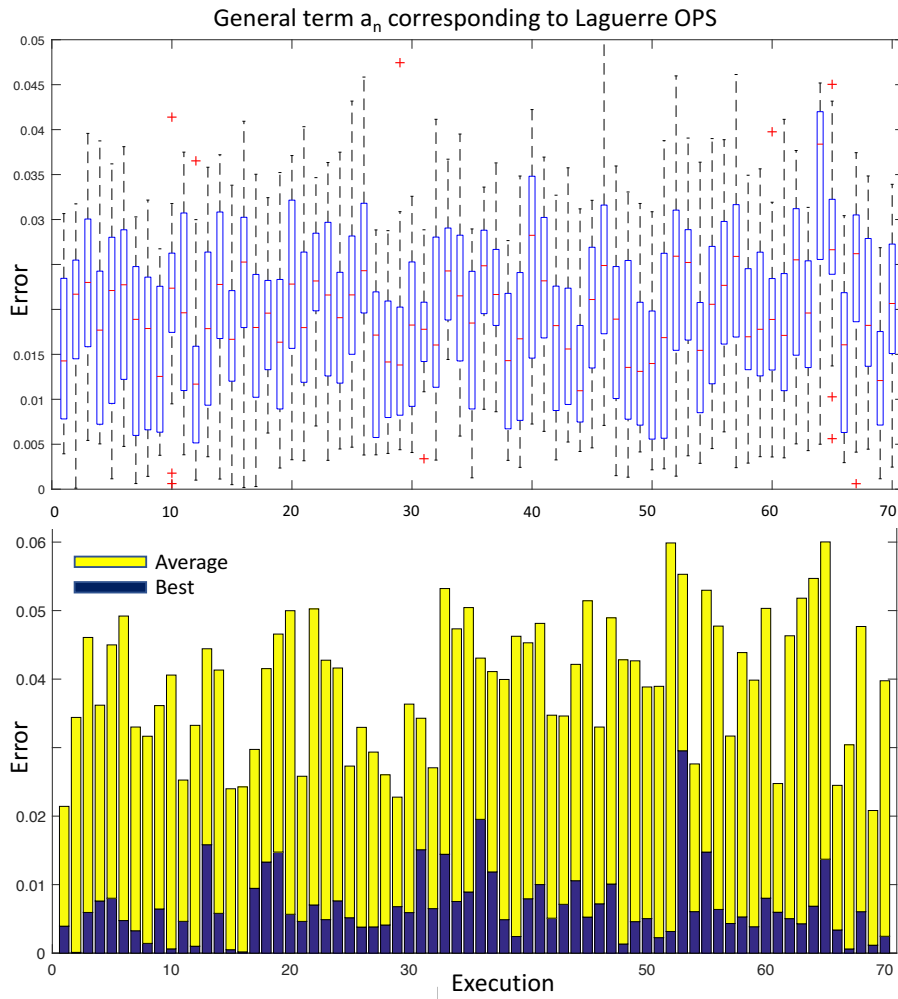 General term a_n corresponding to Laguerre OPS
0.05
0.045
0.04
0.035
0.03
Error
0.015
0.01
0.005
0
0 10 20 30 40 50 60 70
0.06
Average
Best
0.05
0.04
Error
0.02
0.01
0
0 10 20 30 50 60 70
Execution